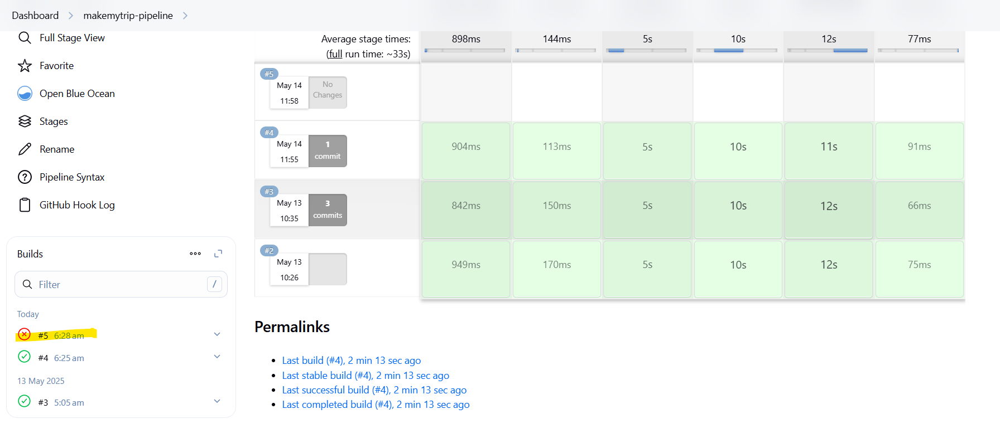 Dashboard makemytrip-pipeline
Full Stage View
Favorite
Open Blue Ocean
Stages
Rename
Pipeline Syntax
GitHub Hook Log
Builds
Filter /
Today
#5 6:28 am
#4 6:25 am
13 May 2025
#3 5:05 am
Average stage times:
(full run time: ~33s)
898ms 144ms 5s 10s 12s 77ms
#5
May 14
11:58
No
Changes
#4
May 14
11:55
1
commit
904ms 113ms 5s 10s 11s 91ms
#3
May 13
10:35
3
commits
842ms 150ms 5s 10s 12s 66ms
#2
May 13
10:26
949ms 170ms 5s 10s 12s 75ms
Permalinks
Last build (#4), 2 min 13 sec ago
Last stable build (#4), 2 min 13 sec ago
Last successful build (#4), 2 min 13 sec ago
Last completed build (#4), 2 min 13 sec ago